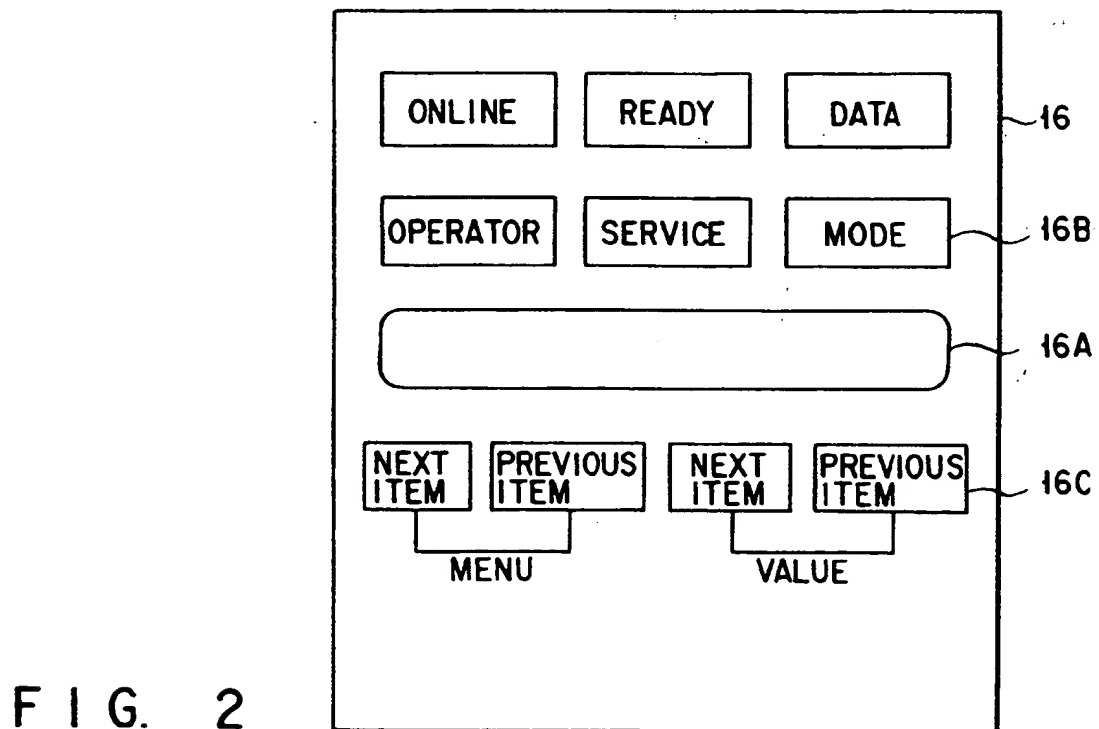 ONLINE READY DATA 16
OPERATOR SERVICE MODE 16B
16A
NEXT ITEM PREVIOUS ITEM NEXT ITEM PREVIOUS ITEM 16C
MENU VALUE
FIG. 2